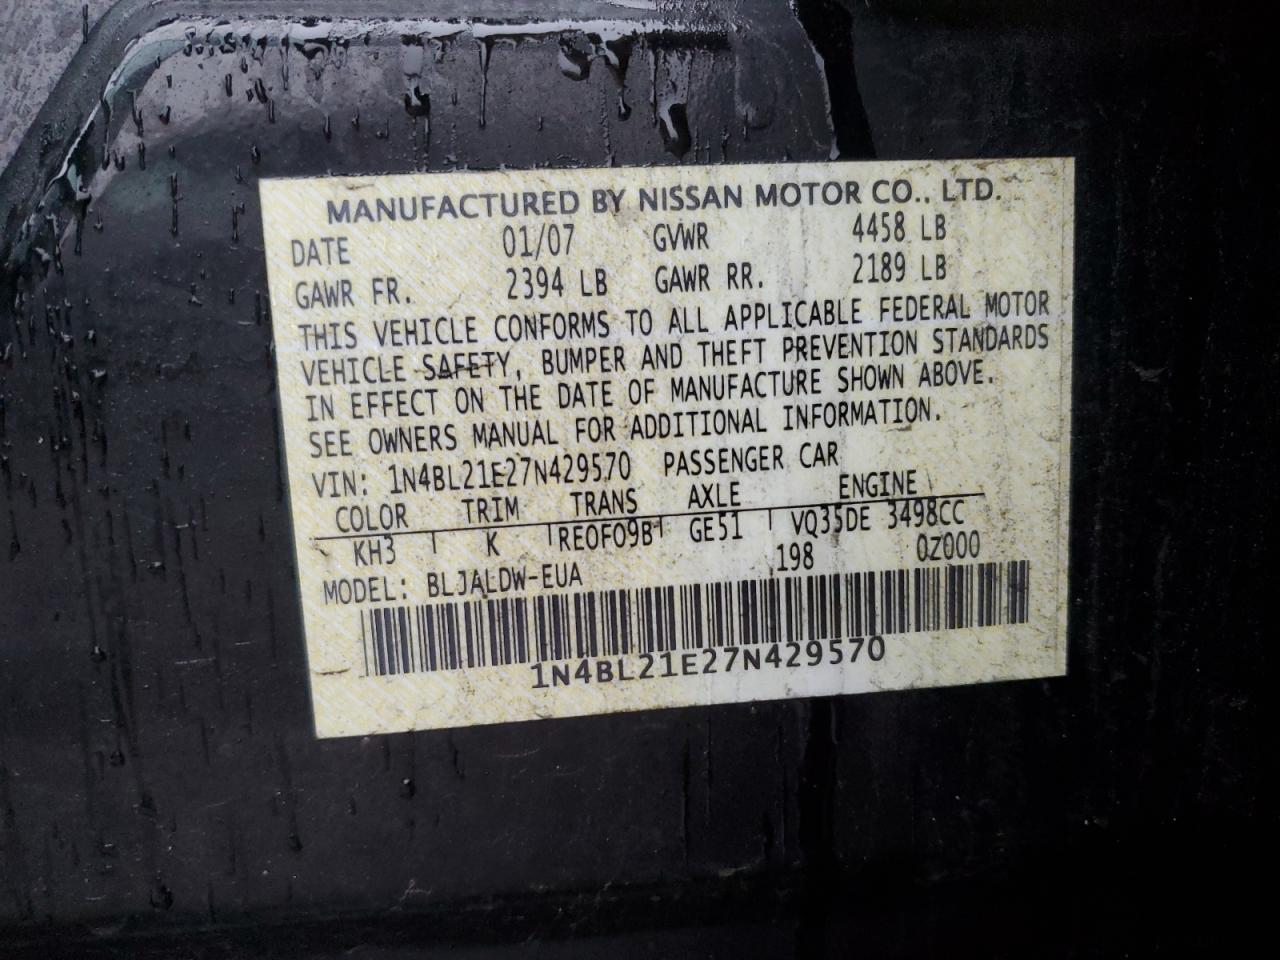 MANUFACTURED BY NISSAN MOTOR CO., LTD.
DATE 01/07 GVWR 4458 LB
GAWR FR. 2394 LB GAWR RR. 2189 LB
THIS VEHICLE CONFORMS TO ALL APPLICABLE FEDERAL MOTOR
VEHICLE SAFETY, BUMPER AND THEFT PREVENTION STANDARDS
IN EFFECT ON THE DATE OF MANUFACTURE SHOWN ABOVE.
SEE OWNERS MANUAL FOR ADDITIONAL INFORMATION.
VIN: 1N4BL21E27N429570 PASSENGER CAR
COLOR TRIM TRANS AXLE ENGINE
KH3 K RE0F09B GE51 VQ35DE 3498CC
MODEL: BLJALDW-EUA 198 0Z000
1N4BL21E27N429570